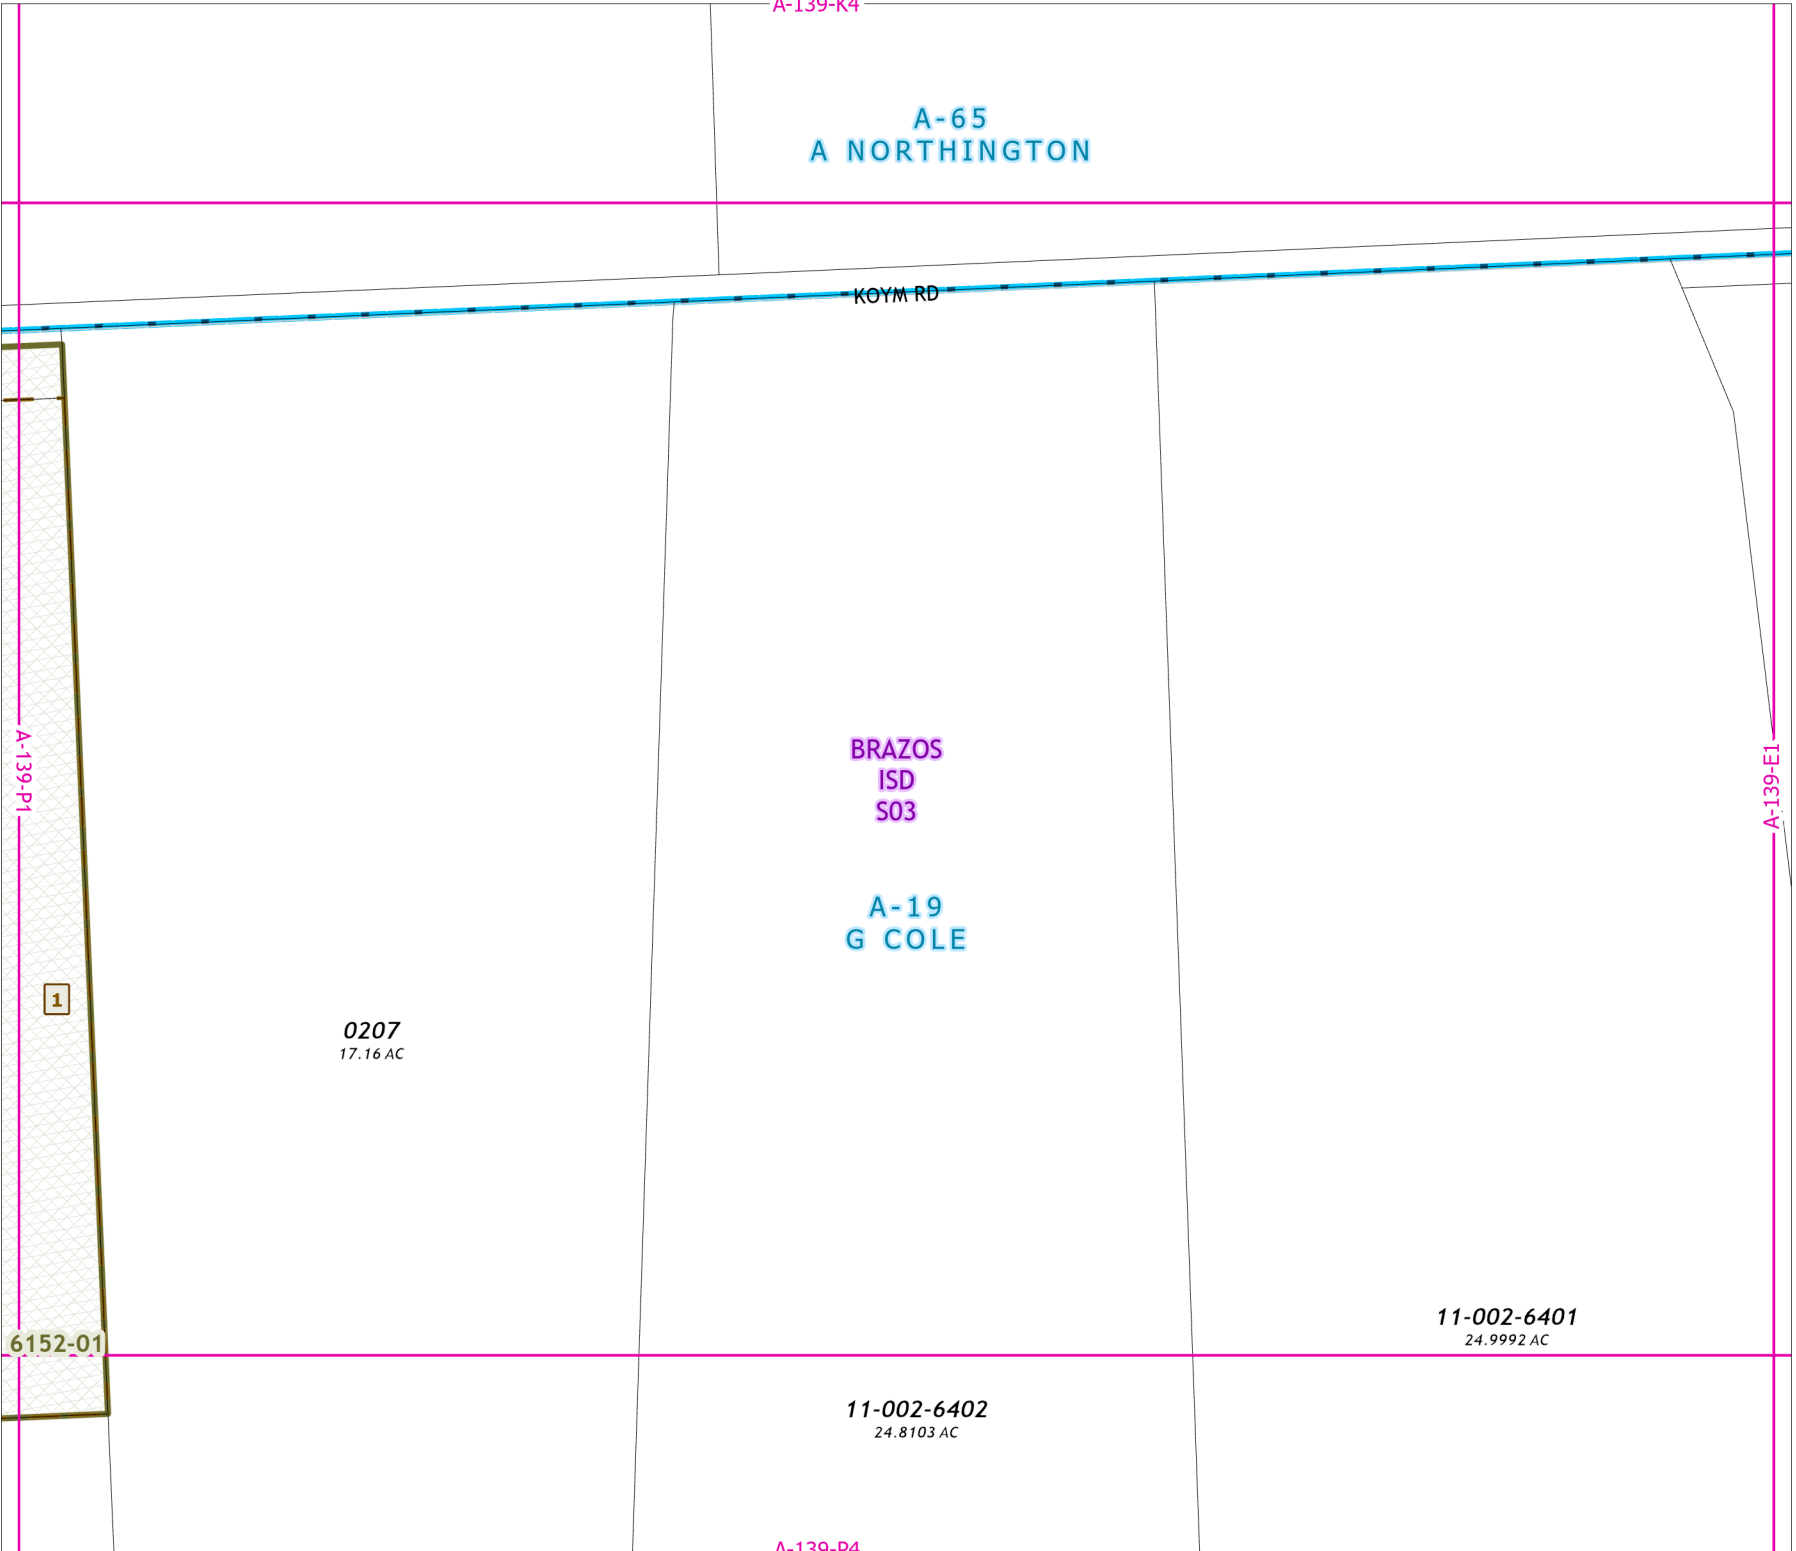 A-139-K4
A-65
A NORTHINGTON
KOYM RD
BRAZOS
ISD
S03
A-139-P1
A-139-E1
A-19
G COLE
1
0207
17.16 AC
11-002-6401
24.9992 AC
6152-01
11-002-6402
24.8103 AC
A-139-P4